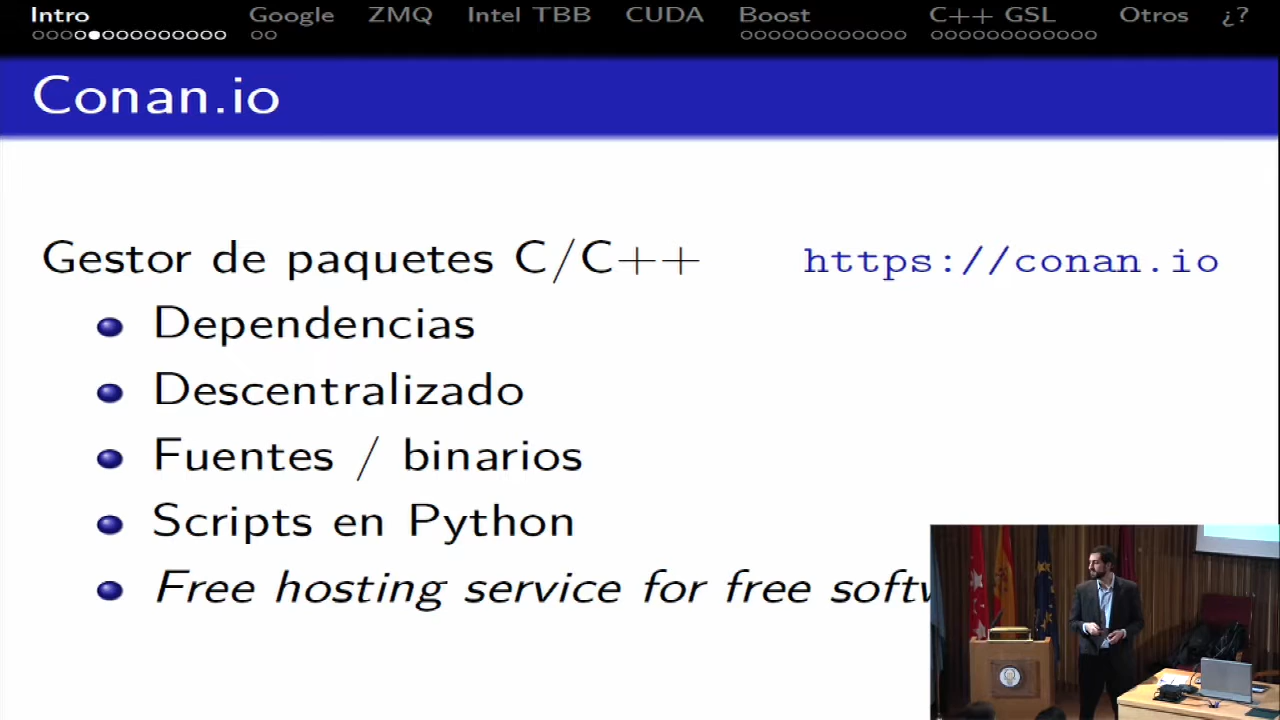 Intro Google ZMQ Intel TBB CUDA Boost C++ GSL Otros ¿?
Conan.io
Gestor de paquetes C/C++ https://conan.io
Dependencias
Descentralizado
Fuentes / binarios
Scripts en Python
Free hosting service for free